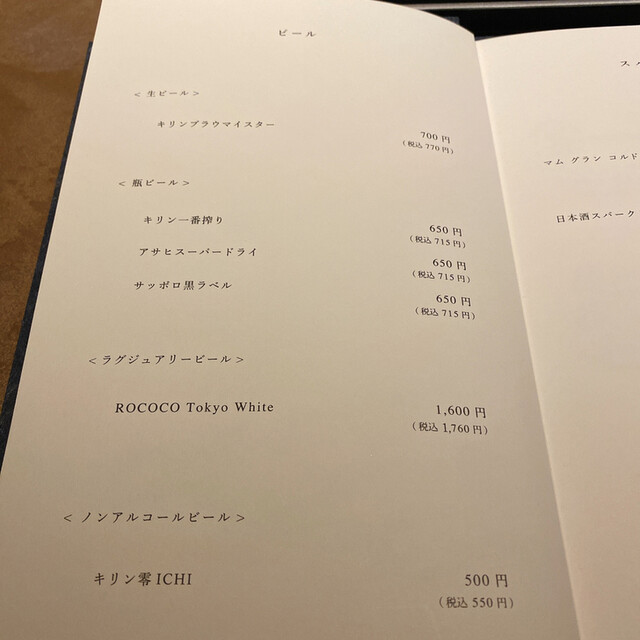 ビール
< 生ビール >
キリンブラウマイスター 700 円
(税込 770 円)
< 瓶ビール >
キリン一番搾り 650 円
(税込 715 円)
アサヒスーパードライ 650 円
(税込 715 円)
サッポロ黒ラベル 650 円
(税込 715 円)
< ラグジュアリービール >
ROCOCO Tokyo White 1,600 円
(税込 1,760 円)
< ノンアルコールビール >
キリン零 ICHI 500 円
(税込 550 円)
マム グラン コルド
日本酒スパーク